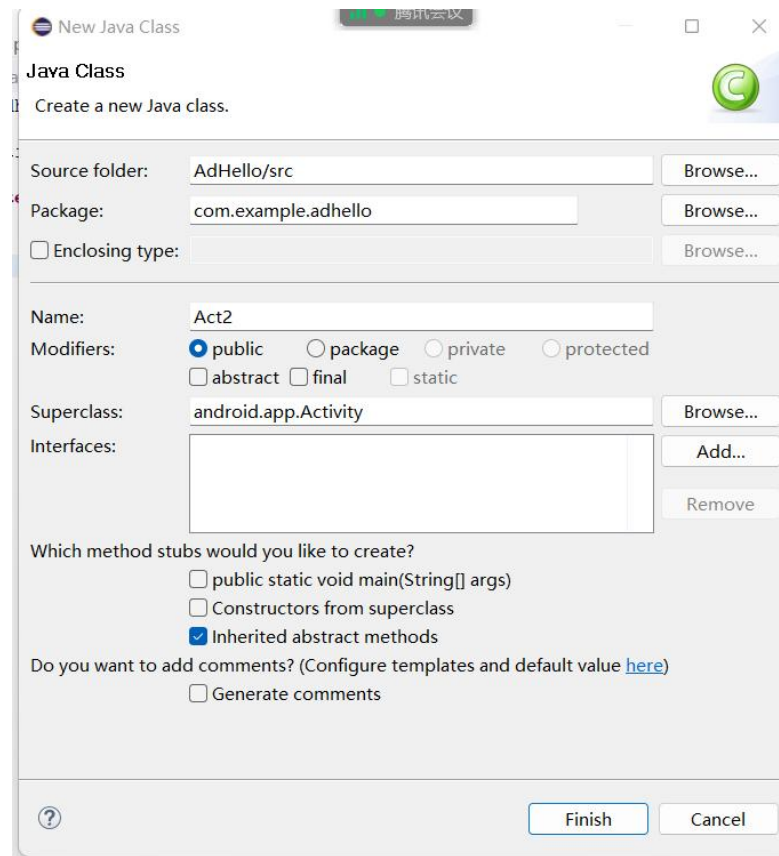 New Java Class
腾讯会议
Java Class
Create a new Java class.
Source folder: AdHello/src Browse...
Package: com.example.adhello Browse...
Enclosing type: Browse...
Name: Act2
Modifiers: public package private protected
abstract final static
Superclass: android.app.Activity Browse...
Interfaces: Add...
Remove
Which method stubs would you like to create?
public static void main(String[] args)
Constructors from superclass
Inherited abstract methods
Do you want to add comments? (Configure templates and default value here)
Generate comments
? Finish Cancel